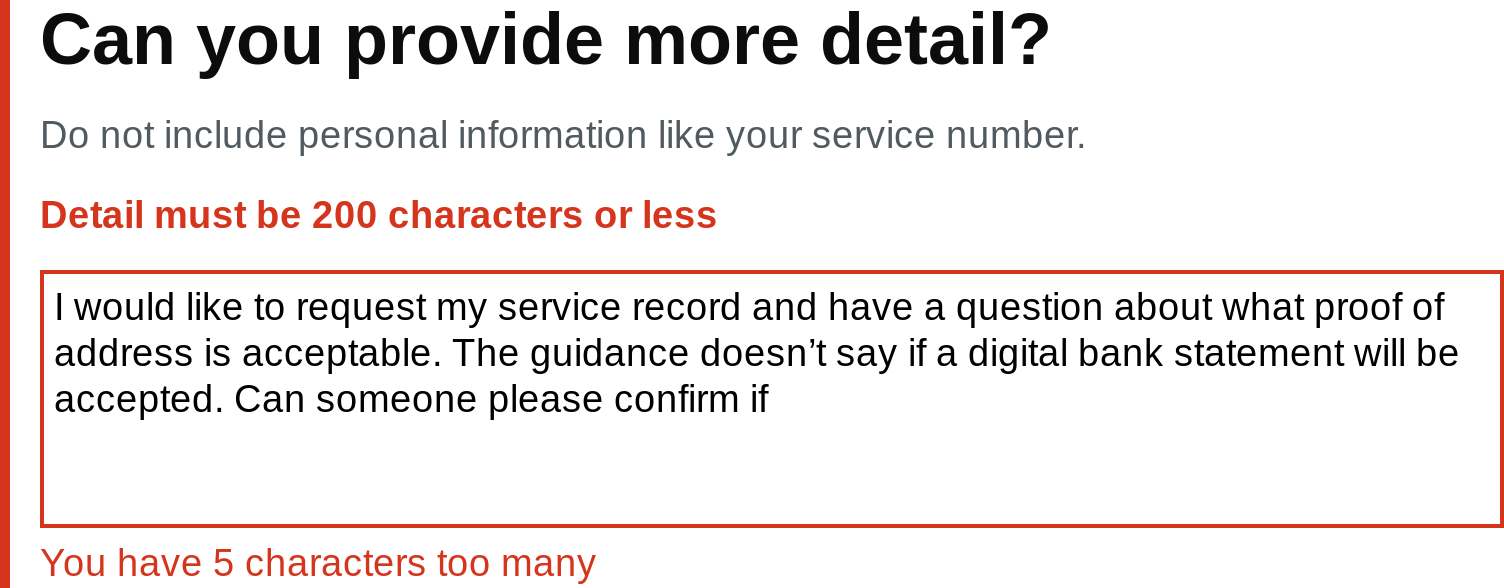 Can you provide more detail?
Do not include personal information like your service number.
Detail must be 200 characters or less
I would like to request my service record and have a question about what proof of
address is acceptable. The guidance doesn’t say if a digital bank statement will be
accepted. Can someone please confirm if
You have 5 characters too many